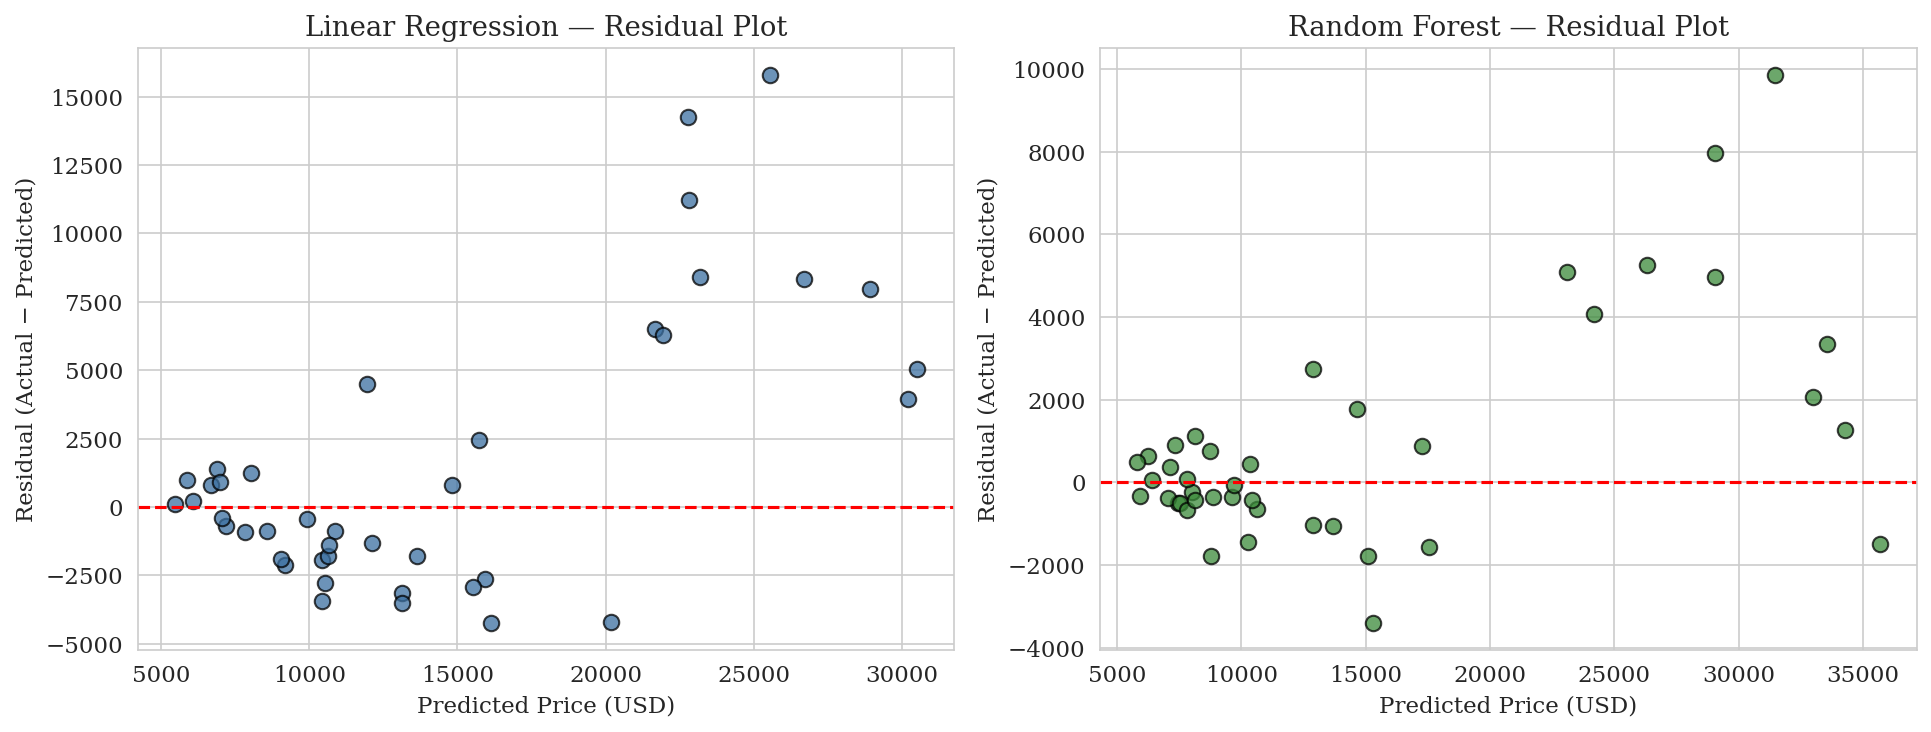 Linear Regression — Residual Plot
Residual (Actual − Predicted)
15000
12500
10000
7500
5000
2500
0
−2500
−5000
5000 10000 15000 20000 25000 30000
Predicted Price (USD)
Random Forest — Residual Plot
Residual (Actual − Predicted)
10000
8000
6000
4000
2000
0
−2000
−4000
5000 10000 15000 20000 25000 30000 35000
Predicted Price (USD)